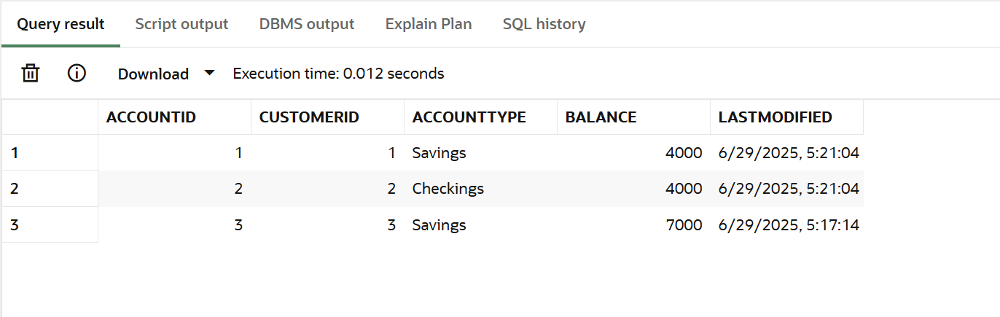 Query result Script output DBMS output Explain Plan SQL history
Download Execution time: 0.012 seconds
ACCOUNTID CUSTOMERID ACCOUNTTYPE BALANCE LASTMODIFIED
1 1 1 Savings 4000 6/29/2025, 5:21:04
2 2 2 Checkings 4000 6/29/2025, 5:21:04
3 3 3 Savings 7000 6/29/2025, 5:17:14